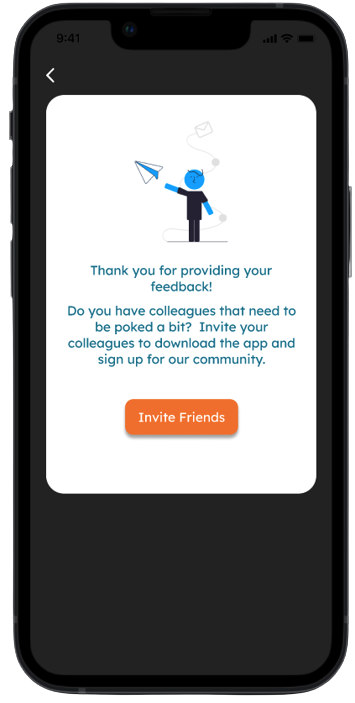 9:41
Thank you for providing your
feedback!
Do you have colleagues that need to
be poked a bit?  Invite your
colleagues to download the app and
sign up for our community.
Invite Friends